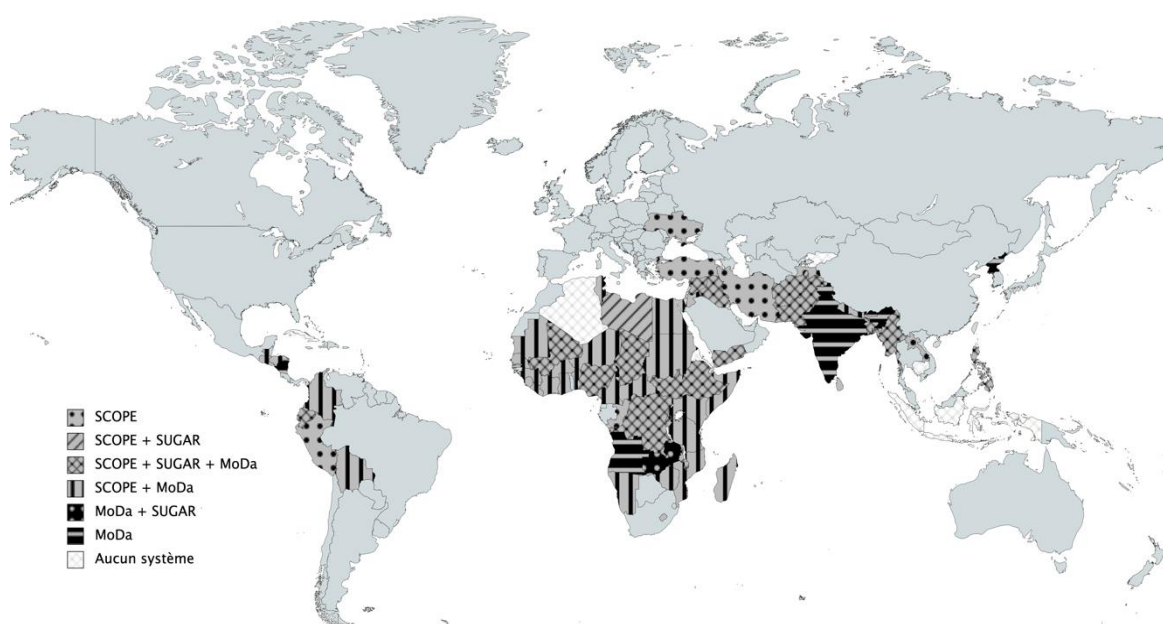 SCOPE
SCOPE + SUGAR
SCOPE + SUGAR + MoDa
SCOPE + MoDa
MoDa + SUGAR
MoDa
Aucun système